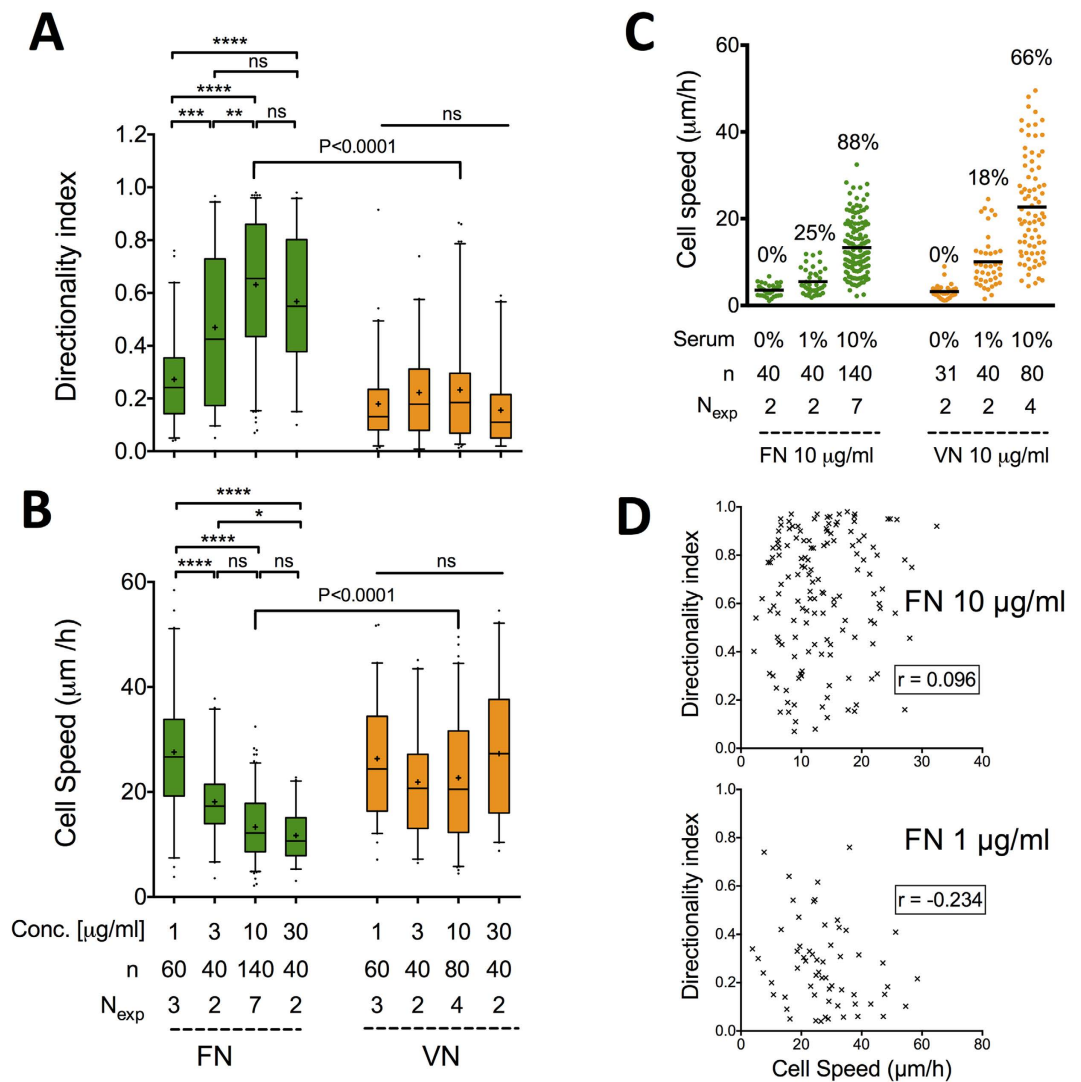 A
****
ns
****
*** ** ns
ns
P<0.0001
Directionality index
1.2
1.0
0.8
0.6
0.4
0.2
0.0
B
****
*
****
**** ns ns
ns
P<0.0001
Cell Speed (μm /h)
60
40
20
0
Conc. [μg/ml] 1 3 10 30 1 3 10 30
n 60 40 140 40 60 40 80 40
Nexp 3 2 7 2 3 2 4 2
FN VN
C
Cell speed (μm/h)
60
40
20
0
0% 25% 88% 0% 18% 66%
Serum 0% 1% 10% 0% 1% 10%
n 40 40 140 31 40 80
Nexp 2 2 7 2 2 4
FN 10 μg/ml VN 10 μg/ml
D
Directionality index
1.0
0.8
0.6
0.4
0.2
0.0
FN 10 μg/ml
r = 0.096
0 10 20 30 40
Directionality index
1.0
0.8
0.6
0.4
0.2
0.0
FN 1 μg/ml
r = -0.234
0 20 40 60 80
Cell Speed (μm/h)